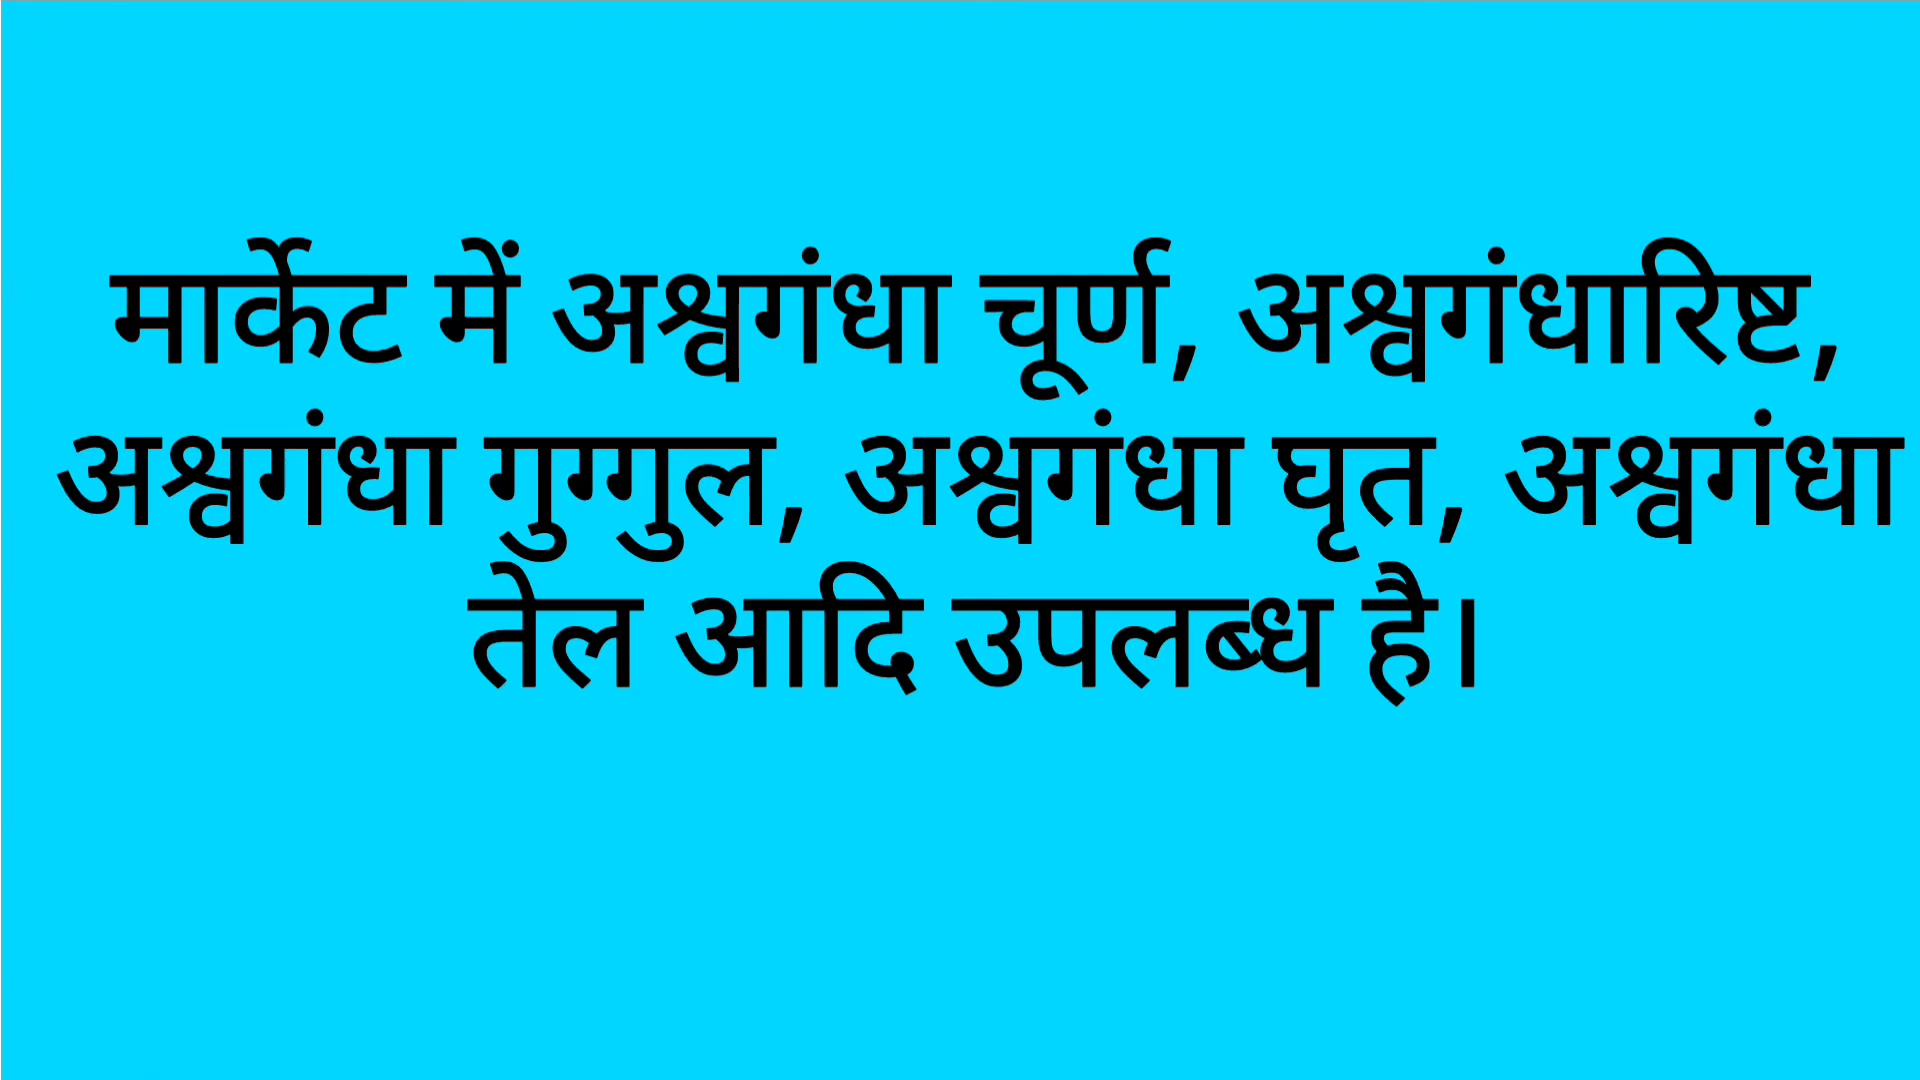 मार्केट में अश्वगंधा चूर्ण, अश्वगंधारिष्ट,
अश्वगंधा गुग्गुल, अश्वगंधा घृत, अश्वगंधा
तेल आदि उपलब्ध है।